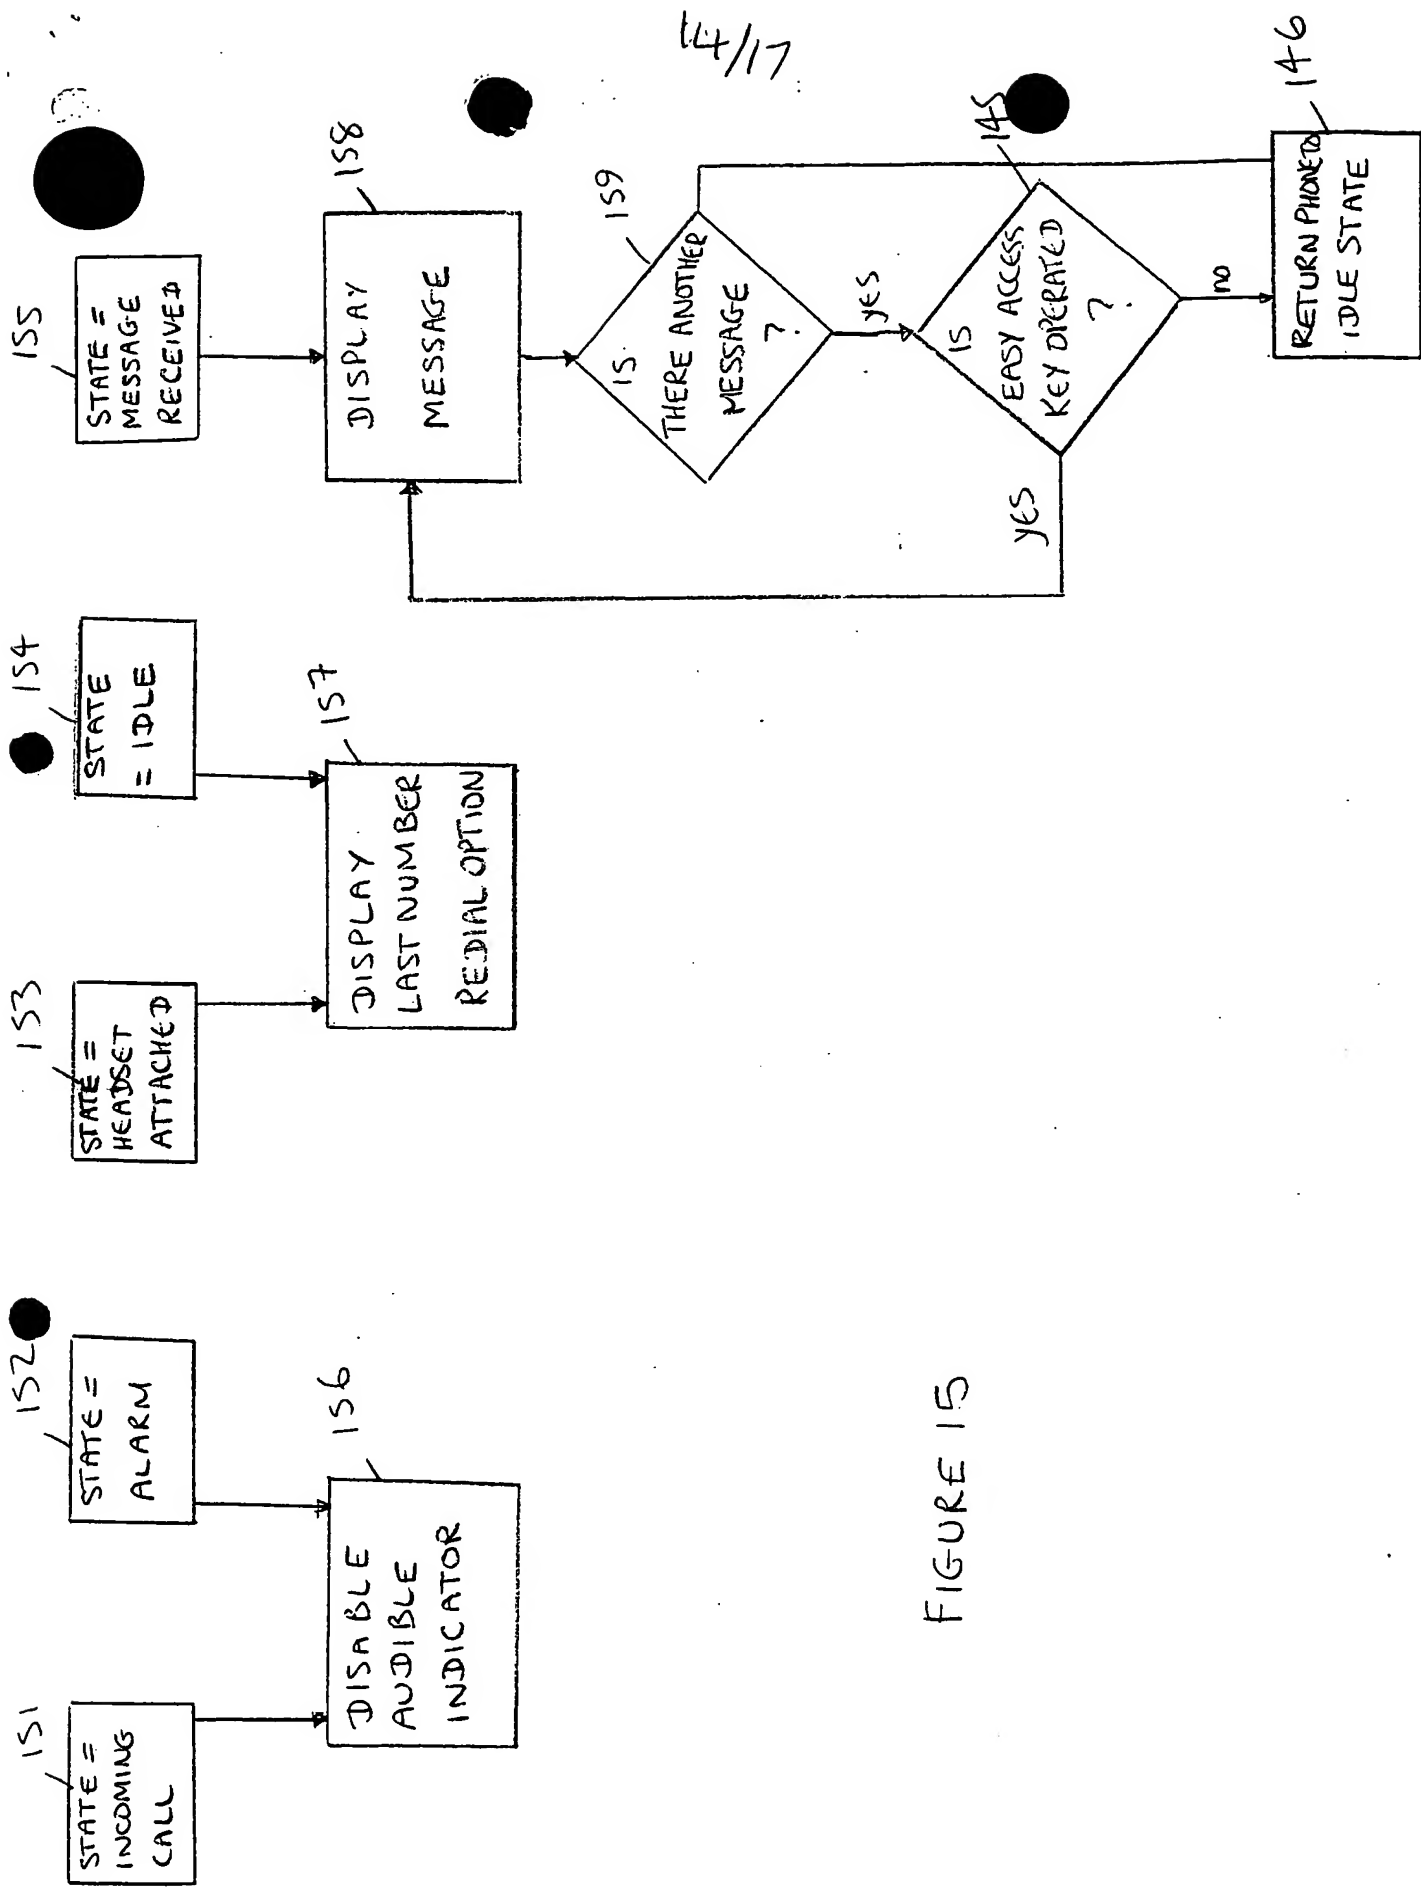 14/17
151
STATE =
INCOMING
CALL
152
STATE =
ALARM
156
DISABLE
AUDIBLE
INDICATOR
153
STATE =
HEADSET
ATTACHED
154
STATE
= IDLE
157
DISPLAY
LAST NUMBER
REDIAL OPTION
155
STATE =
MESSAGE
RECEIVED
158
DISPLAY
MESSAGE
159
IS
THERE ANOTHER
MESSAGE
?
yes
145
IS
EASY ACCESS
KEY OPERATED
?
yes
no
146
RETURN PHONE TO
IDLE STATE
FIGURE 15